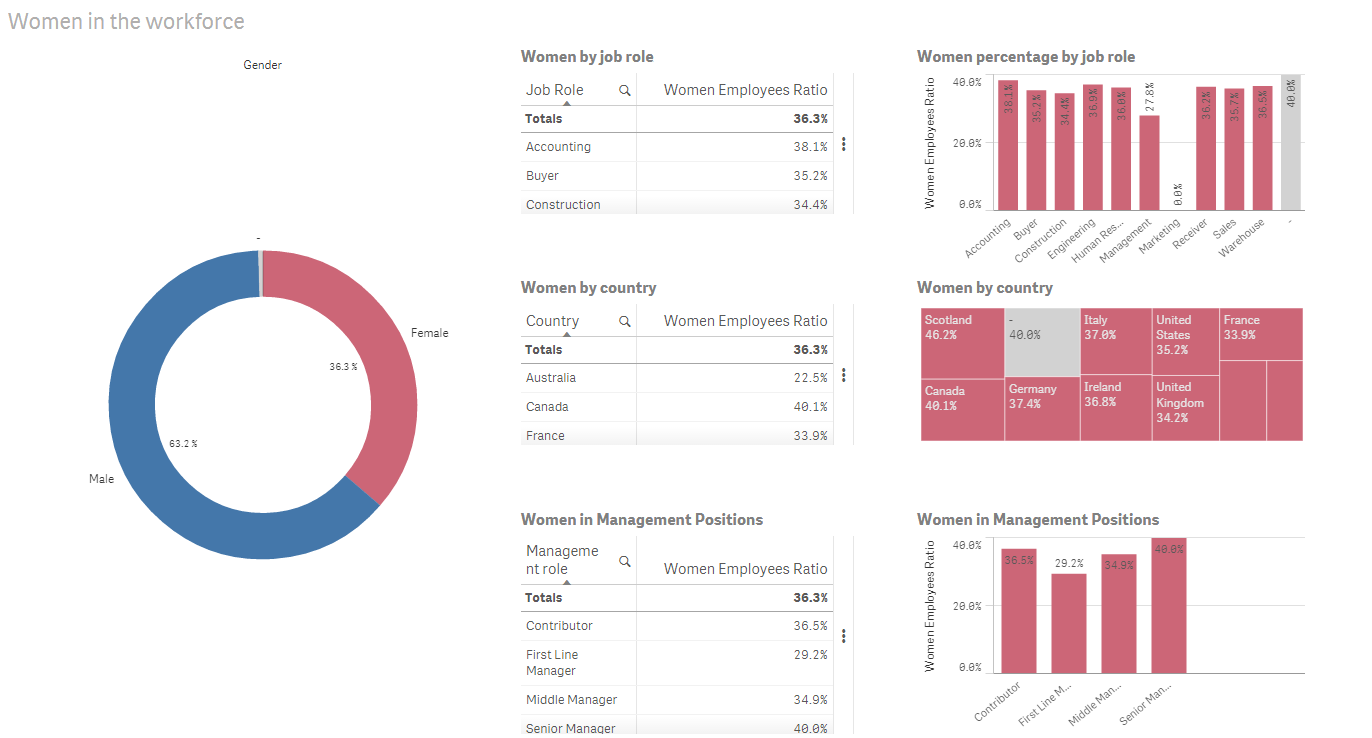 Women in the workforce
Gender
-
Female
36.3 %
63.2 %
Male
Women by job role
Job Role
Women Employees Ratio
Totals
36.3%
Accounting
38.1%
Buyer
35.2%
Construction
34.4%
Women percentage by job role
Women Employees Ratio
40.0%
20.0%
0.0%
38.1%
35.2%
34.4%
36.9%
36.0%
27.8%
0.0%
36.2%
35.7%
36.5%
40.0%
Accounting
Buyer
Construction
Engineering
Human Res...
Management
Marketing
Receiver
Sales
Warehouse
-
Women by country
Country
Women Employees Ratio
Totals
36.3%
Australia
22.5%
Canada
40.1%
France
33.9%
Women by country
Scotland
46.2%
Canada
40.1%
-
40.0%
Germany
37.4%
Italy
37.0%
Ireland
36.8%
United
States
35.2%
United
Kingdom
34.2%
France
33.9%
Women in Management Positions
Manageme
nt role
Women Employees Ratio
Totals
36.3%
Contributor
36.5%
First Line
Manager
29.2%
Middle Manager
34.9%
Senior Manager
40.0%
Women in Management Positions
Women Employees Ratio
40.0%
20.0%
0.0%
36.5%
29.2%
34.9%
40.0%
Contributor
First Line M...
Middle Man...
Senior Man...